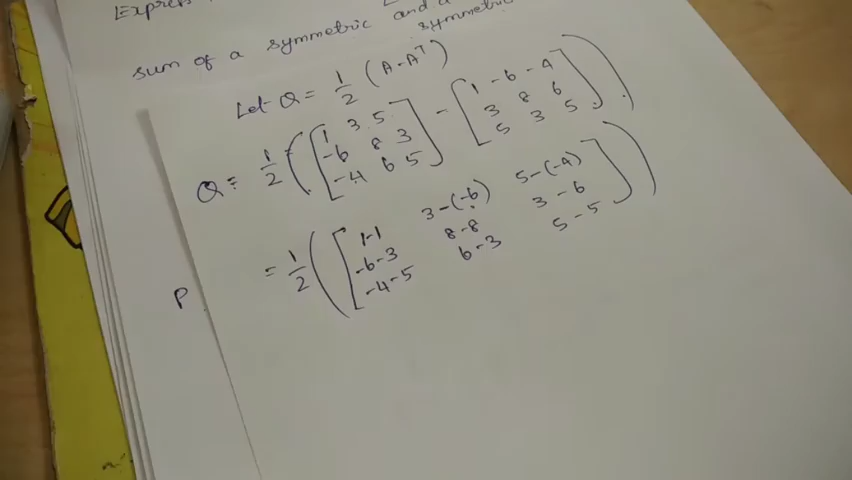 Express
sum of a symmetric and a
symmetric
Let Q = 1/2 (A - A^T)
Q = 1/2 ( [ 1 3 5
-6 8 3
-4 6 5 ] - [ 1 -6 -4
3 8 6
5 3 5 ] )
= 1/2 ( [ 1-1 3-(-6) 5-(-4)
-6-3 8-8 3-6
-4-5 6-3 5-5 ] )
P